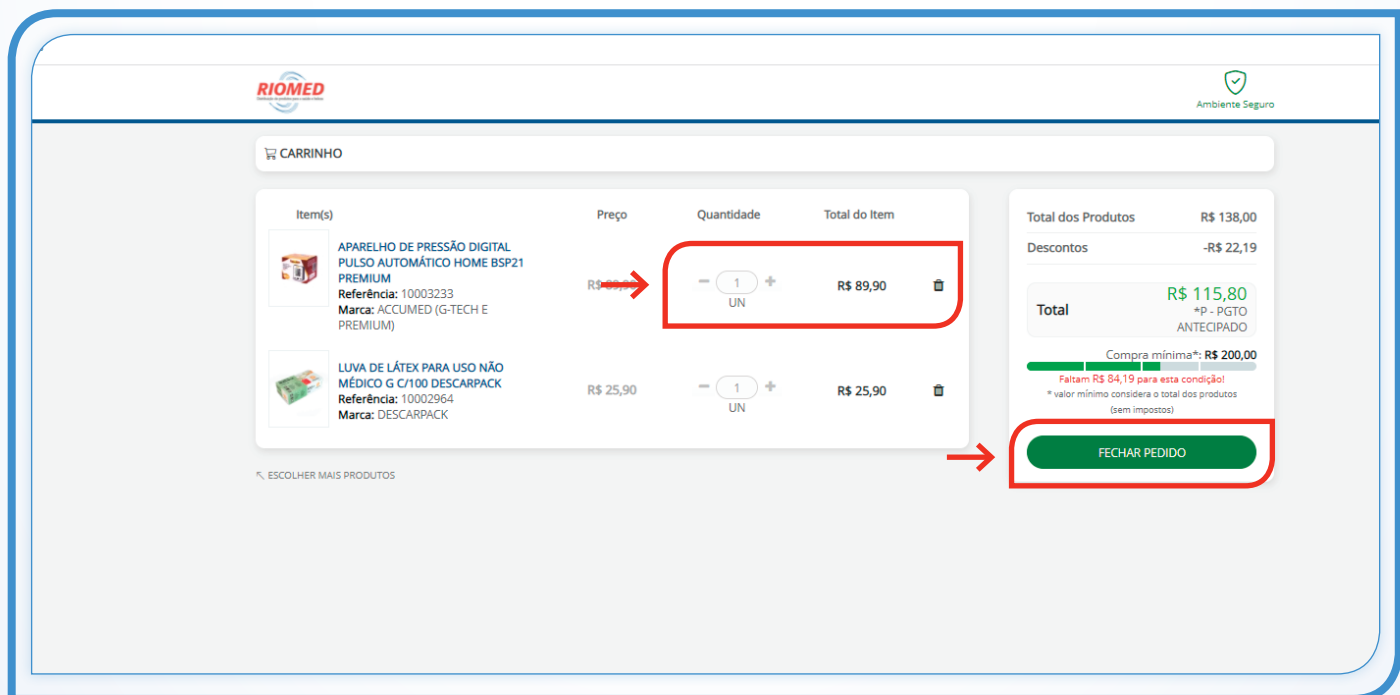 RIOMED
Ambiente Seguro
CARRINHO
Item(s)
Preço
Quantidade
Total do Item
APARELHO DE PRESSÃO DIGITAL
PULSO AUTOMÁTICO HOME BSP21
PREMIUM
Referência: 10003233
Marca: ACCUMED (G-TECH E
PREMIUM)
R$
1
UN
R$ 89,90
LUVA DE LÁTEX PARA USO NÃO
MÉDICO G C/100 DESCARPACK
Referência: 10002964
Marca: DESCARPACK
R$ 25,90
1
UN
R$ 25,90
ESCOLHER MAIS PRODUTOS
Total dos Produtos R$ 138,00
Descontos -R$ 22,19
Total R$ 115,80
*P - PGTO
ANTECIPADO
Compra mínima*: R$ 200,00
Faltam R$ 84,19 para esta condição!
* valor mínimo considera o total dos produtos
(sem impostos)
FECHAR PEDIDO